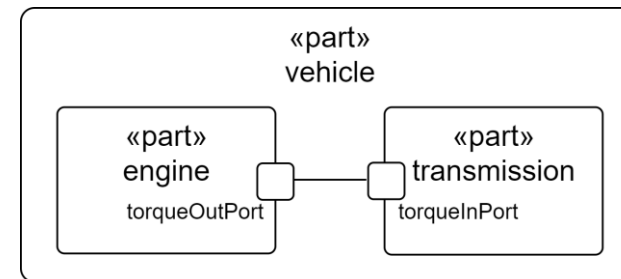 «part»
vehicle
«part»
engine
torqueOutPort
«part»
transmission
torqueInPort